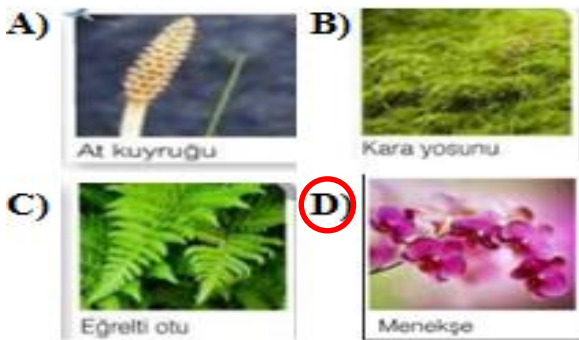 A)
At kuyruğu
B)
Kara yosunu
C)
Eğrelti otu
D)
Menekşe